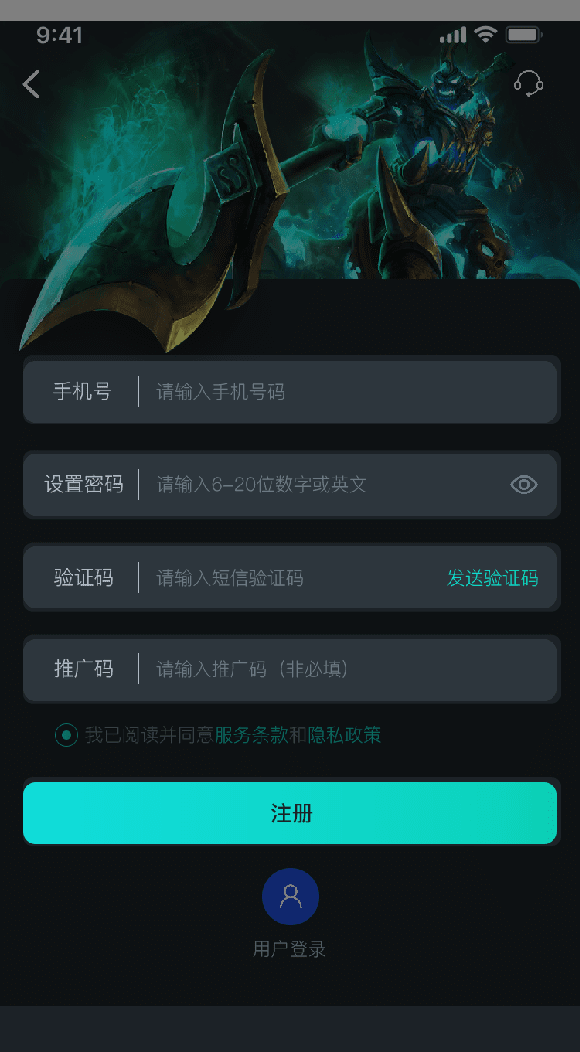 9:41
手机号 请输入手机号码
设置密码 请输入6-20位数字或英文
验证码 请输入短信验证码 发送验证码
推广码 请输入推广码（非必填）
我已阅读并同意服务条款和隐私政策
注册
用户登录